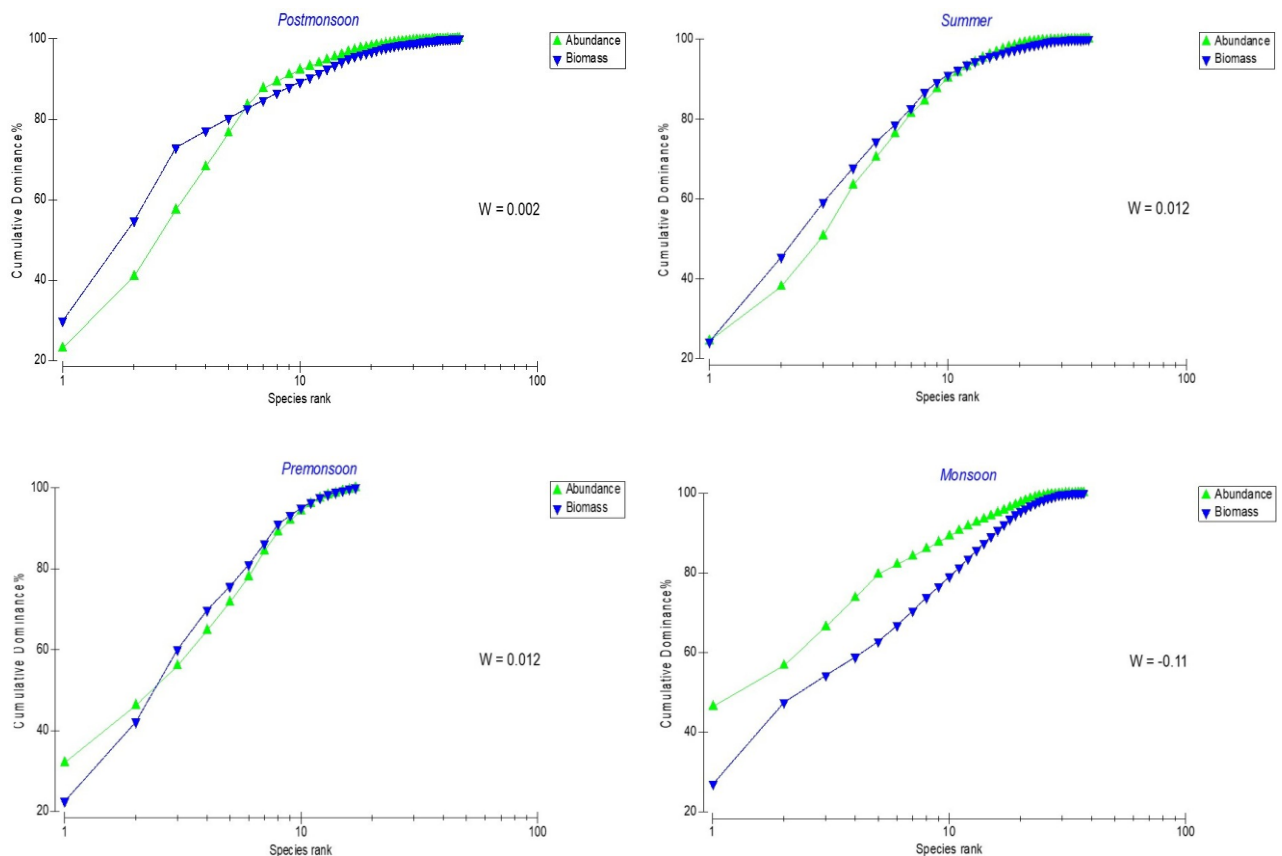 Postmonsoon
100
80
60
40
20
Cumulative Dominance%
1
10
100
Species rank
Abundance
Biomass
W = 0.002
Summer
100
80
60
40
20
Cumulative Dominance%
1
10
100
Species rank
Abundance
Biomass
W = 0.012
Premonsoon
100
80
60
40
20
Cumulative Dominance%
1
10
100
Species rank
Abundance
Biomass
W = 0.012
Monsoon
100
80
60
40
20
Cumulative Dominance%
1
10
100
Species rank
Abundance
Biomass
W = -0.11